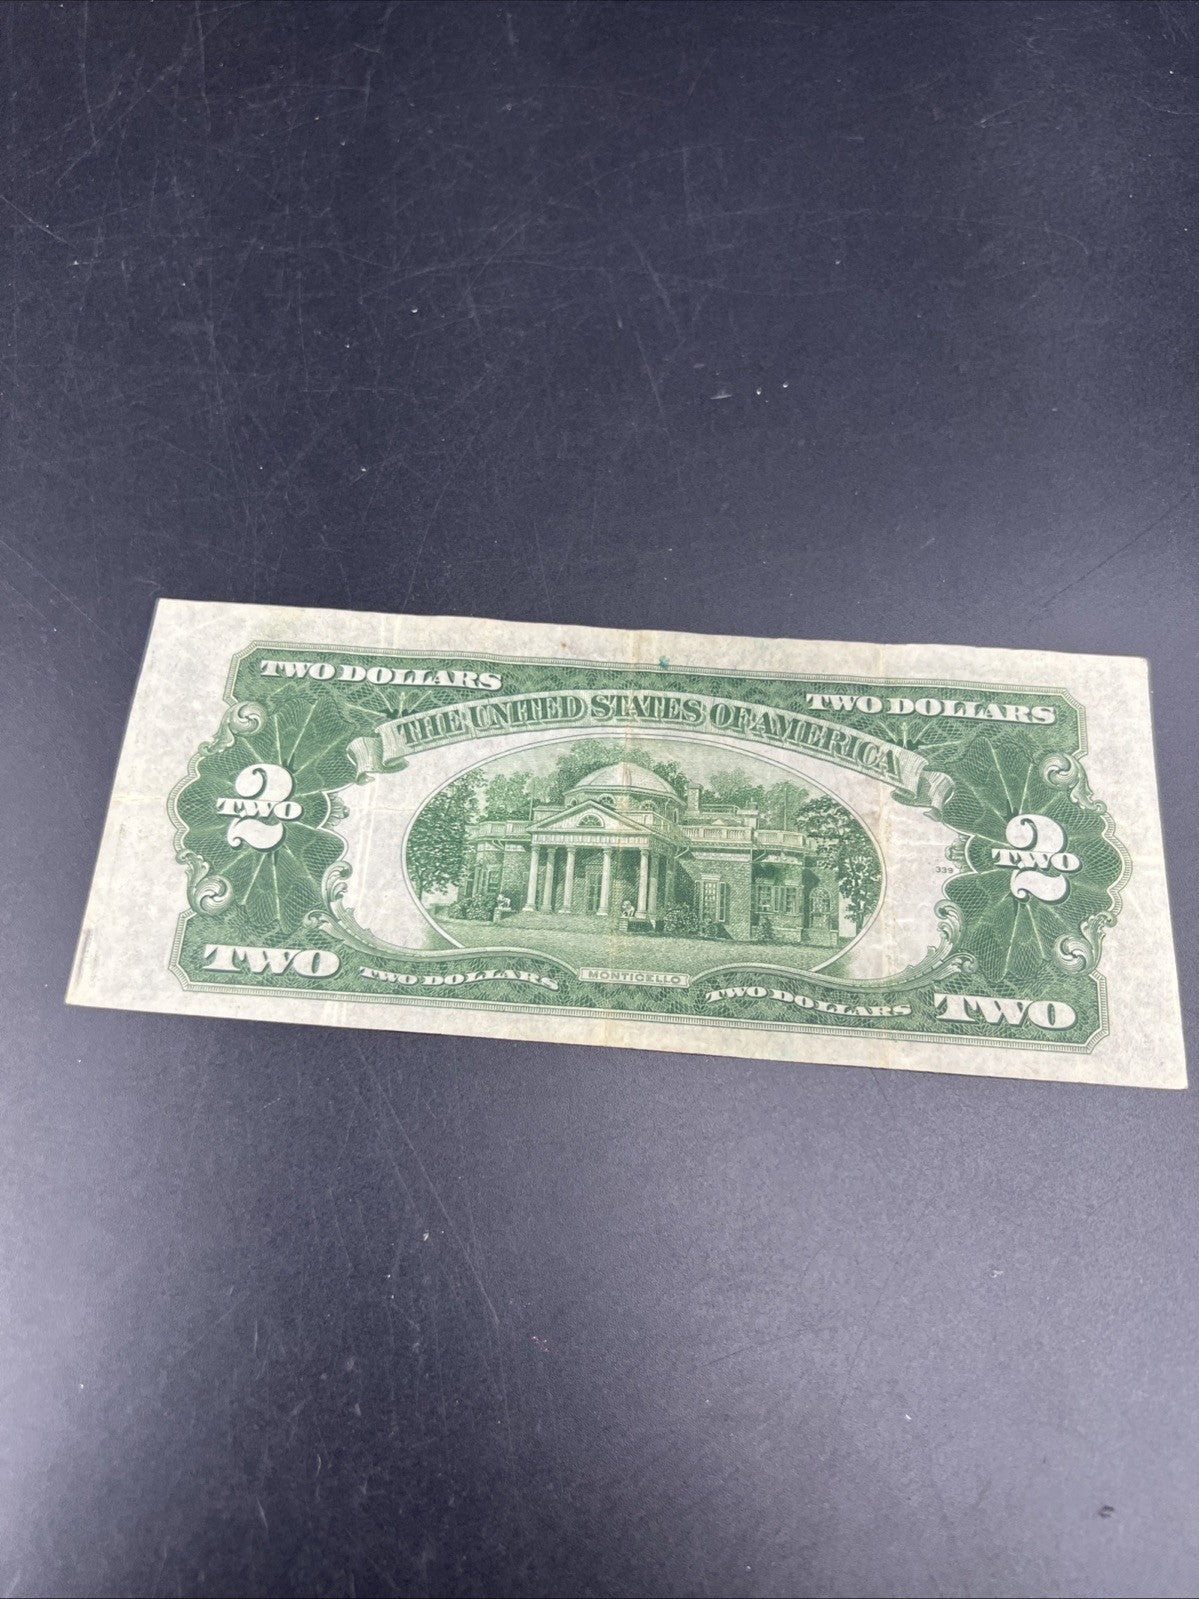 TWO DOLLARS
TWO DOLLARS
THE UNITED STATES OF AMERICA
2
TWO
2
TWO
339
TWO
TWO DOLLARS
MONTICELLO
TWO DOLLARS
TWO